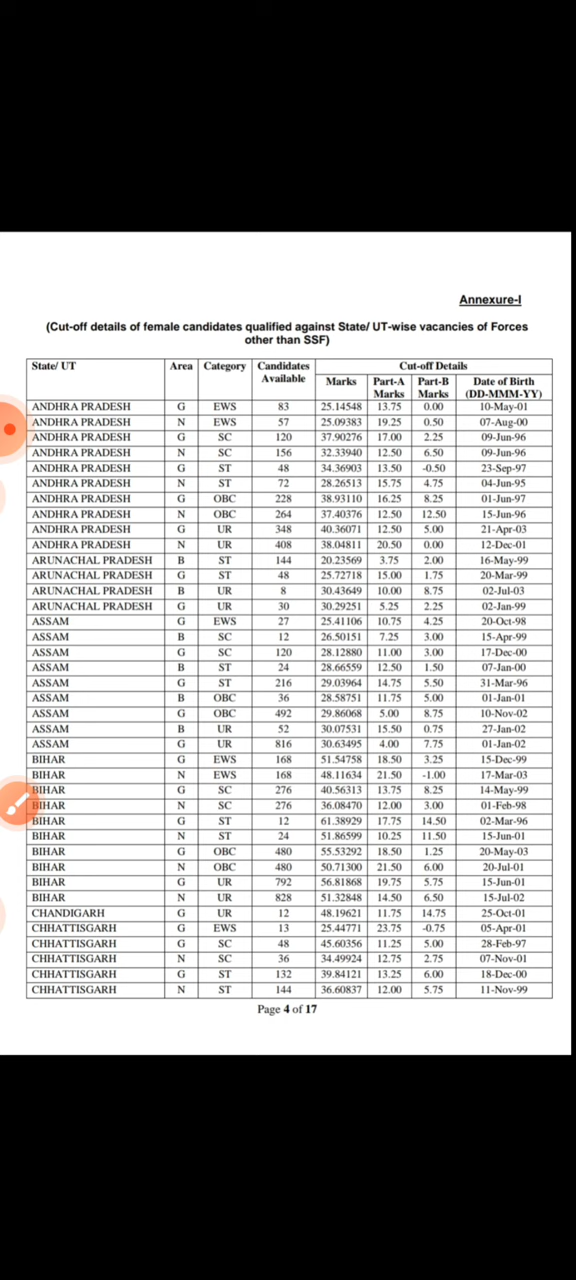 Annexure-I
(Cut-off details of female candidates qualified against State/ UT-wise vacancies of Forces
other than SSF)
State/ UT Area Category Candidates Available Cut-off Details
Marks Part-A Marks Part-B Marks Date of Birth (DD-MMM-YY)
ANDHRA PRADESH G EWS 83 25.14548 13.75 0.00 10-May-01
ANDHRA PRADESH N EWS 57 25.09383 19.25 0.50 07-Aug-00
ANDHRA PRADESH G SC 120 37.90276 17.00 2.25 09-Jun-96
ANDHRA PRADESH N SC 156 32.33940 12.50 6.50 09-Jun-96
ANDHRA PRADESH G ST 48 34.36903 13.50 -0.50 23-Sep-97
ANDHRA PRADESH N ST 72 28.26513 15.75 4.75 04-Jun-95
ANDHRA PRADESH G OBC 228 38.93110 16.25 8.25 01-Jun-97
ANDHRA PRADESH N OBC 264 37.40376 12.50 12.50 15-Jun-96
ANDHRA PRADESH G UR 348 40.36071 12.50 5.00 21-Apr-03
ANDHRA PRADESH N UR 408 38.04811 20.50 0.00 12-Dec-01
ARUNACHAL PRADESH B ST 144 20.23569 3.75 2.00 16-May-99
ARUNACHAL PRADESH G ST 48 25.72718 15.00 1.75 20-Mar-99
ARUNACHAL PRADESH B UR 8 30.43649 10.00 8.75 02-Jul-03
ARUNACHAL PRADESH G UR 30 30.29251 5.25 2.25 02-Jan-99
ASSAM G EWS 27 25.41106 10.75 4.25 20-Oct-98
ASSAM B SC 12 26.50151 7.25 3.00 15-Apr-99
ASSAM G SC 120 28.12880 11.00 3.00 17-Dec-00
ASSAM B ST 24 28.66559 12.50 1.50 07-Jan-00
ASSAM G ST 216 29.03964 14.75 5.50 31-Mar-96
ASSAM B OBC 36 28.58751 11.75 5.00 01-Jan-01
ASSAM G OBC 492 29.86068 5.00 8.75 10-Nov-02
ASSAM B UR 52 30.07531 15.50 0.75 27-Jan-02
ASSAM G UR 816 30.63495 4.00 7.75 01-Jan-02
BIHAR G EWS 168 51.54758 18.50 3.25 15-Dec-99
BIHAR N EWS 168 48.11634 21.50 -1.00 17-Mar-03
BIHAR G SC 276 40.56313 13.75 8.25 14-May-99
BIHAR N SC 276 36.08470 12.00 3.00 01-Feb-98
BIHAR G ST 12 61.38929 17.75 14.50 02-Mar-96
BIHAR N ST 24 51.86599 10.25 11.50 15-Jun-01
BIHAR G OBC 480 55.53292 18.50 1.25 20-May-03
BIHAR N OBC 480 50.71300 21.50 6.00 20-Jul-01
BIHAR G UR 792 56.81868 19.75 5.75 15-Jun-01
BIHAR N UR 828 51.32848 14.50 6.50 15-Jul-02
CHANDIGARH G UR 12 48.19621 11.75 14.75 25-Oct-01
CHHATTISGARH G EWS 13 25.44771 23.75 -0.75 05-Apr-01
CHHATTISGARH G SC 48 45.60356 11.25 5.00 28-Feb-97
CHHATTISGARH N SC 36 34.49924 12.75 2.75 07-Nov-01
CHHATTISGARH G ST 132 39.84121 13.25 6.00 18-Dec-00
CHHATTISGARH N ST 144 36.60837 12.00 5.75 11-Nov-99
Page 4 of 17